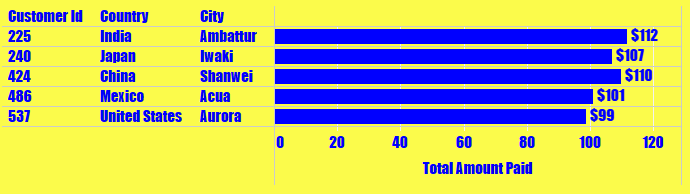 Customer Id Country City
225 India Ambattur $112
240 Japan Iwaki $107
424 China Shanwei $110
486 Mexico Acua $101
537 United States Aurora $99
0 20 40 60 80 100 120
Total Amount Paid